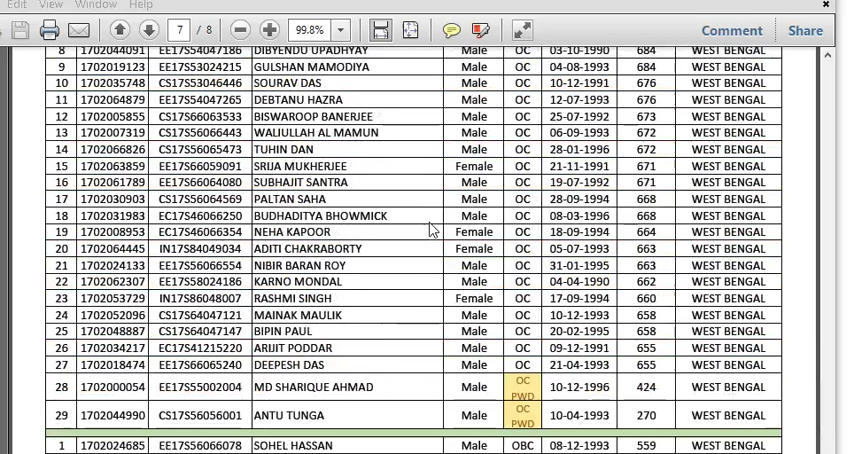 Edit View Window Help
7 / 8 99.8% Comment Share
8 1702044091 EE17S54047186 DIBYENDU UPADHYAY Male OC 03-10-1990 684 WEST BENGAL
9 1702019123 EE17S53024215 GULSHAN MAMODIYA Male OC 04-08-1993 684 WEST BENGAL
10 1702035748 CS17S53046446 SOURAV DAS Male OC 10-12-1991 676 WEST BENGAL
11 1702064879 EE17S54047265 DEBTANU HAZRA Male OC 12-07-1993 676 WEST BENGAL
12 1702005855 CS17S66063533 BISWAROOP BANERJEE Male OC 25-07-1992 673 WEST BENGAL
13 1702007319 CS17S66066443 WALIULLAH AL MAMUN Male OC 06-09-1993 672 WEST BENGAL
14 1702066826 EE17S56065473 TUHIN DAN Male OC 28-01-1996 672 WEST BENGAL
15 1702063859 EE17S66059091 SRIJA MUKHERJEE Female OC 21-11-1991 671 WEST BENGAL
16 1702061789 EE17S66064080 SUBHAJIT SANTRA Male OC 19-07-1992 671 WEST BENGAL
17 1702030903 CS17S56064569 PALTAN SAHA Male OC 28-09-1994 668 WEST BENGAL
18 1702031983 EC17S46066250 BUDHADITYA BHOWMICK Male OC 08-03-1996 668 WEST BENGAL
19 1702008953 EC17S46066354 NEHA KAPOOR Female OC 18-09-1994 664 WEST BENGAL
20 1702064445 IN17S84049034 ADITI CHAKRABORTY Female OC 05-07-1993 663 WEST BENGAL
21 1702024133 EE17S56066554 NIBIR BARAN ROY Male OC 31-01-1995 663 WEST BENGAL
22 1702062307 EE17S58024186 KARNO MONDAL Male OC 04-04-1990 662 WEST BENGAL
23 1702053729 IN17S86048007 RASHMI SINGH Female OC 17-09-1994 660 WEST BENGAL
24 1702052096 CS17S64047121 MAINAK MAULIK Male OC 10-12-1993 658 WEST BENGAL
25 1702048887 CS17S64047147 BIPIN PAUL Male OC 20-02-1995 658 WEST BENGAL
26 1702034217 EC17S41215220 ARIJIT PODDAR Male OC 09-12-1991 655 WEST BENGAL
27 1702018474 EE17S66065240 DEEPESH DAS Male OC 21-04-1993 655 WEST BENGAL
28 1702000054 EE17S55002004 MD SHARIQUE AHMAD Male OC PWD 10-12-1996 424 WEST BENGAL
29 1702044990 CS17S56056001 ANTU TUNGA Male OC PWD 10-04-1993 270 WEST BENGAL
1 1702024685 EE17S56066078 SOHEL HASSAN Male OBC 08-12-1993 559 WEST BENGAL